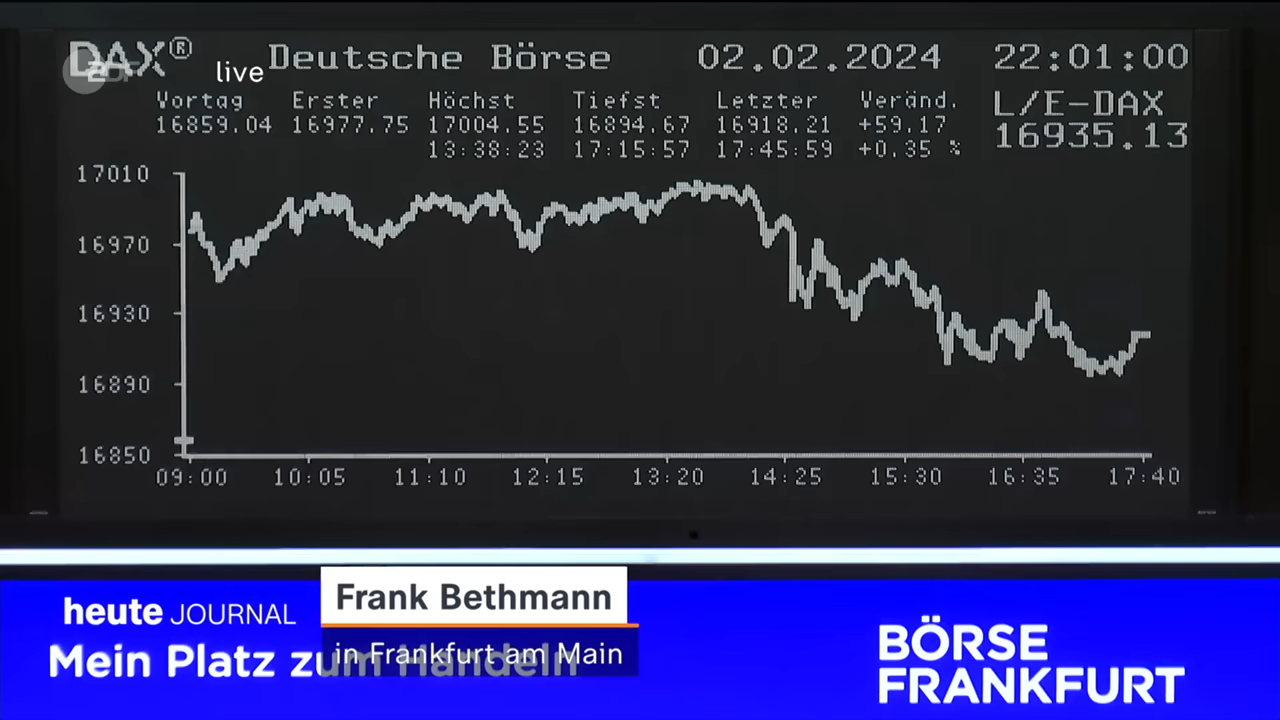 DAX®
ZDF
live
Deutsche Börse 02.02.2024 22:01:00
Vortag Erster Höchst Tiefst Letzter Veränd. L/E-DAX
16859.04 16977.75 17004.55 16894.67 16918.21 +59.17 16935.13
13:38:23 17:15:57 17:45:59 +0.35 %
17010
16970
16930
16890
16850
09:00 10:05 11:10 12:15 13:20 14:25 15:30 16:35 17:40
heute JOURNAL
Frank Bethmann
in Frankfurt am Main
Mein Platz zum Handeln
BÖRSE
FRANKFURT